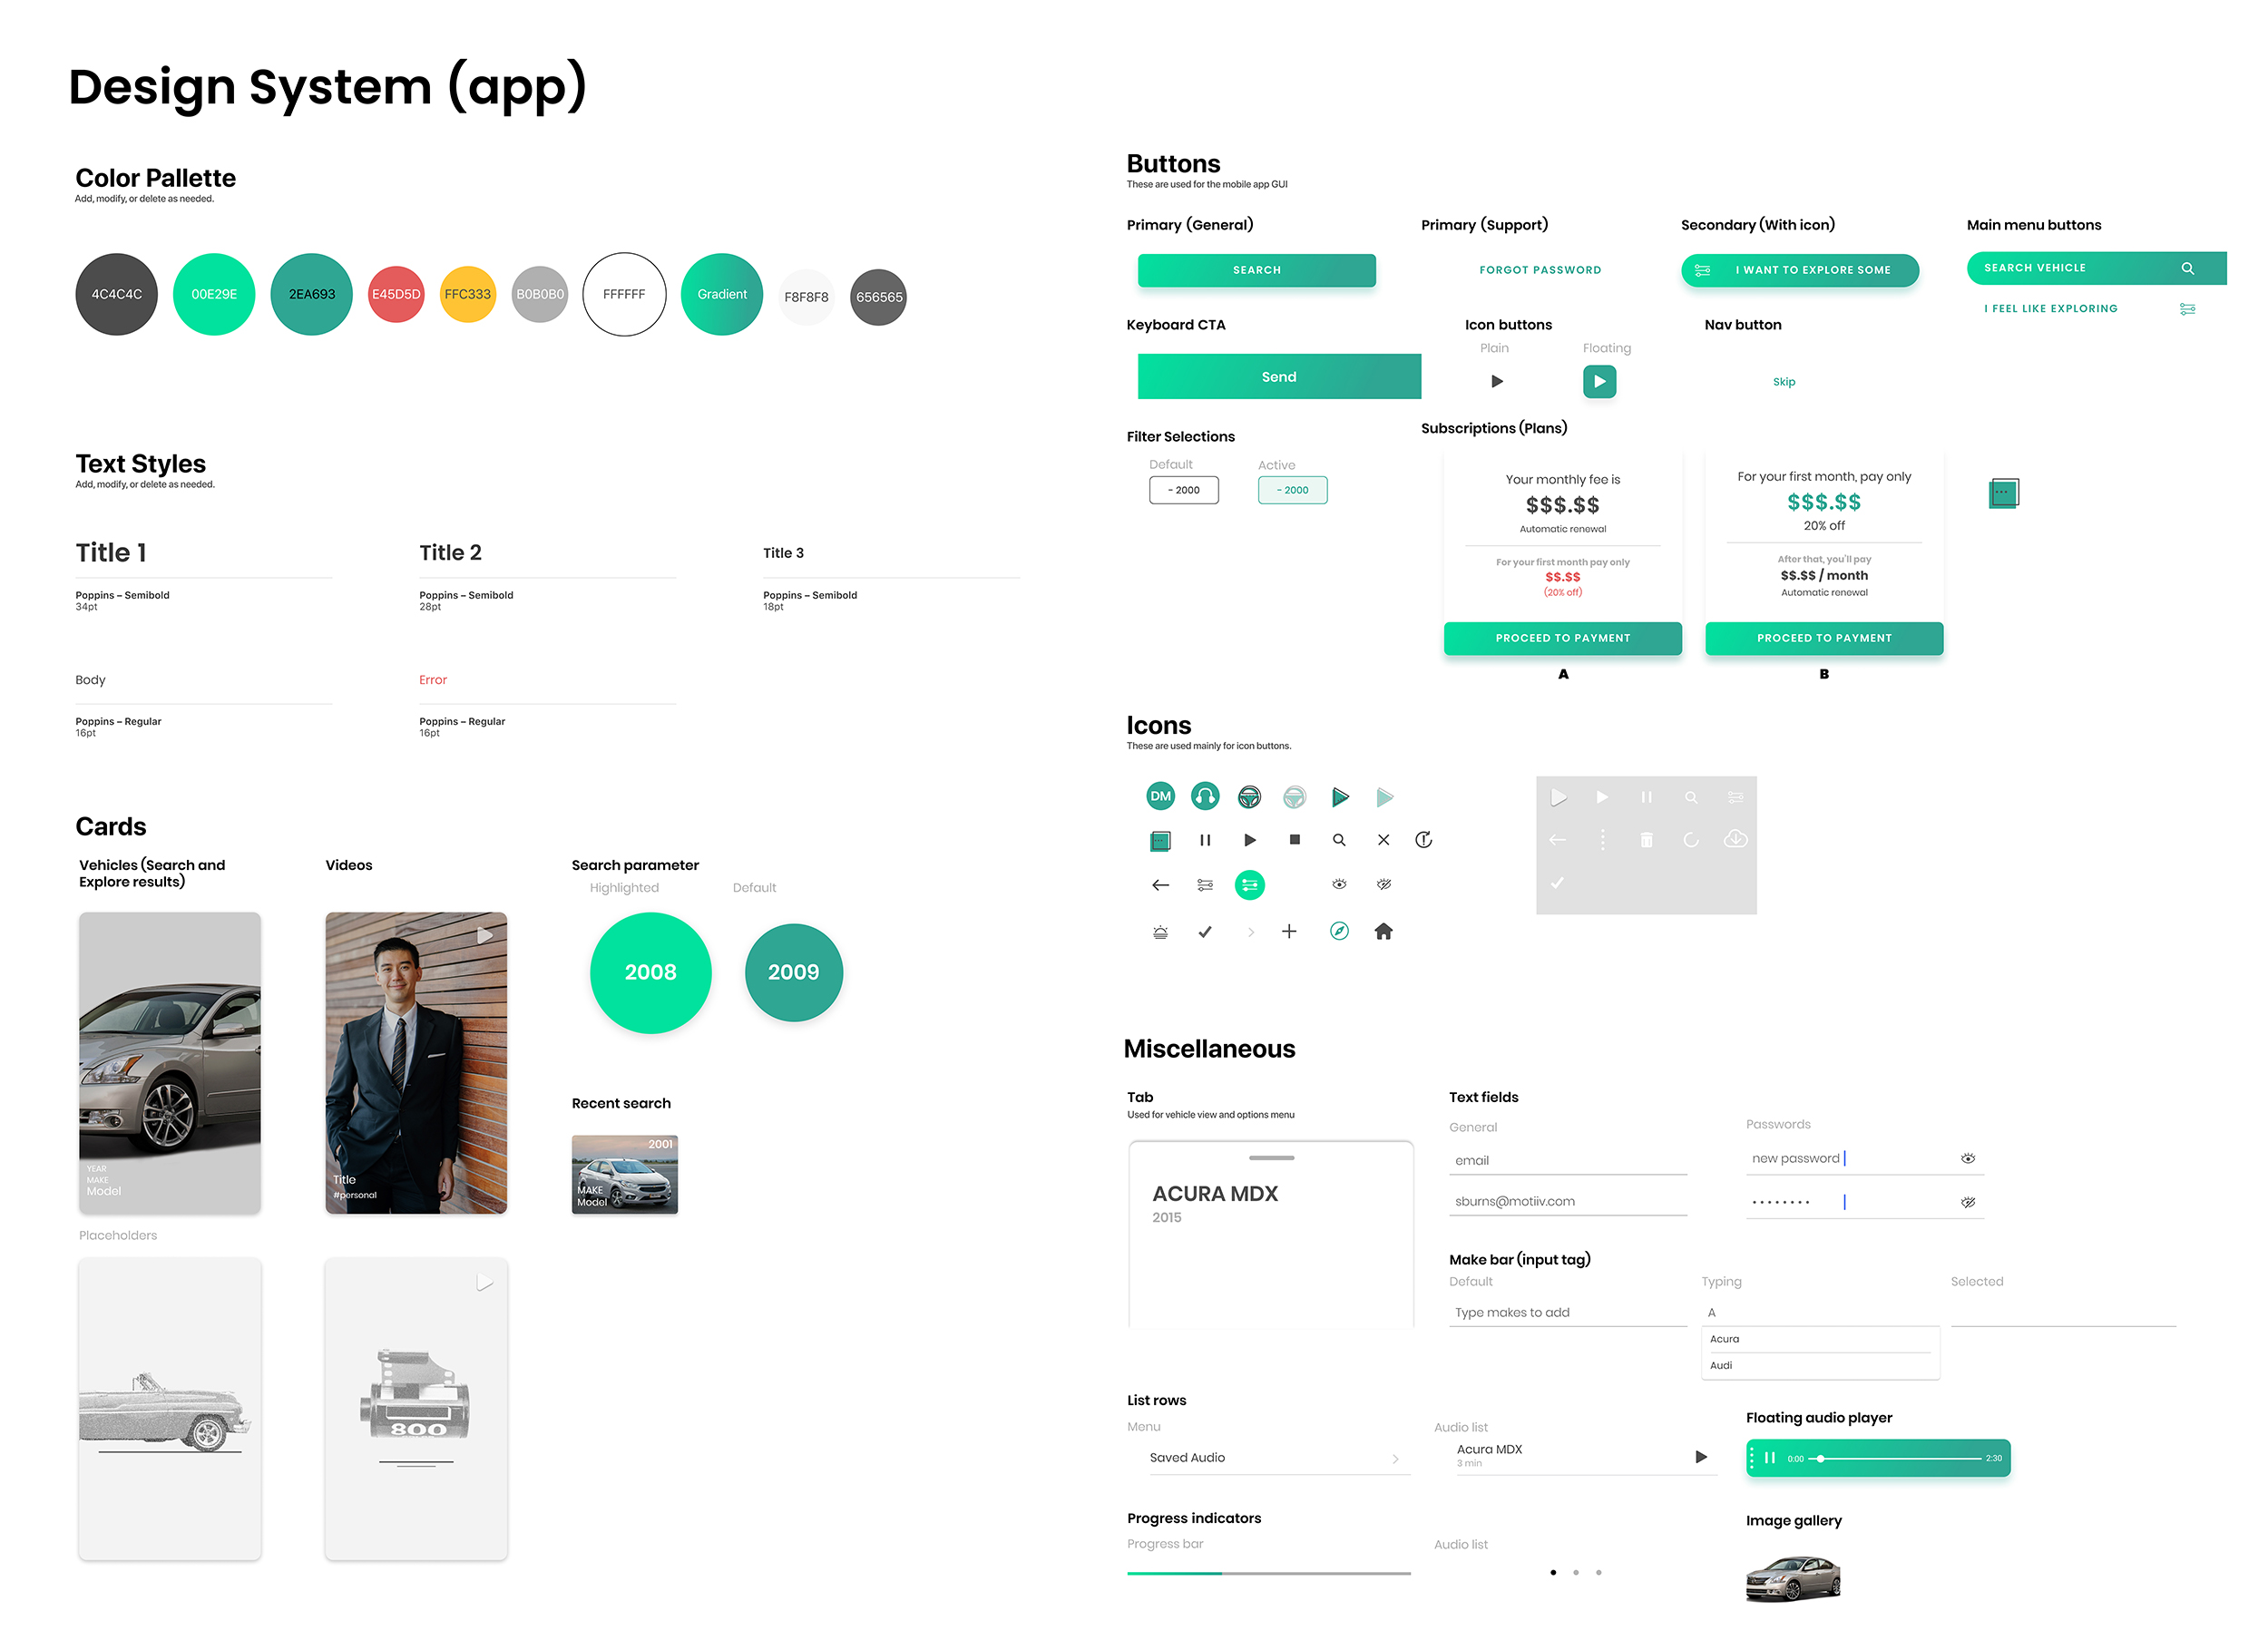 Design System (app)
Color Pallette
Add, modify, or delete as needed.
4C4C4C
00E29E
2EA693
E45D5D
FFC333
B0B0B0
FFFFFF
Gradient
F8F8F8
656565
Text Styles
Add, modify, or delete as needed.
Title 1
Poppins – Semibold
34pt
Title 2
Poppins – Semibold
28pt
Title 3
Poppins – Semibold
18pt
Body
Poppins – Regular
16pt
Error
Poppins – Regular
16pt
Cards
Vehicles (Search and
Explore results)
YEAR
MAKE
Model
Videos
Title
#personal
Search parameter
Highlighted
Default
2008
2009
Recent search
2001
MAKE
Model
Placeholders
800
Buttons
These are used for the mobile app GUI
Primary (General)
SEARCH
Primary (Support)
FORGOT PASSWORD
Secondary (With icon)
I WANT TO EXPLORE SOME
Main menu buttons
SEARCH VEHICLE
I FEEL LIKE EXPLORING
Keyboard CTA
Send
Icon buttons
Plain
Floating
Nav button
Skip
Filter Selections
Default
- 2000
Active
- 2000
Subscriptions (Plans)
Your monthly fee is
$$$.$$
Automatic renewal
For your first month pay only
$$.$$
(20% off)
PROCEED TO PAYMENT
A
For your first month, pay only
$$$.$$
20% off
After that, you'll pay
$$.$$ / month
Automatic renewal
PROCEED TO PAYMENT
B
Icons
These are used mainly for icon buttons.
DM
Miscellaneous
Tab
Used for vehicle view and options menu
ACURA MDX
2015
Text fields
General
email
sburns@motiiv.com
Passwords
new password
Make bar (input tag)
Default
Type makes to add
Typing
A
Acura
Audi
Selected
List rows
Menu
Saved Audio
Audio list
Acura MDX
3 min
Floating audio player
0:00
2:30
Progress indicators
Progress bar
Audio list
Image gallery